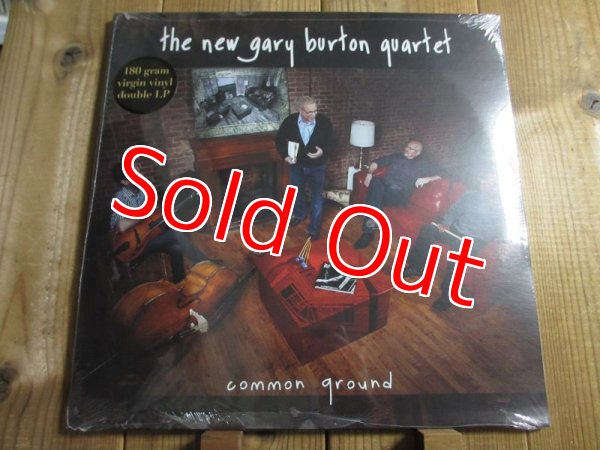 the new gary burton quartet
180 gram
virgin vinyl
double LP
Sold Out
common ground